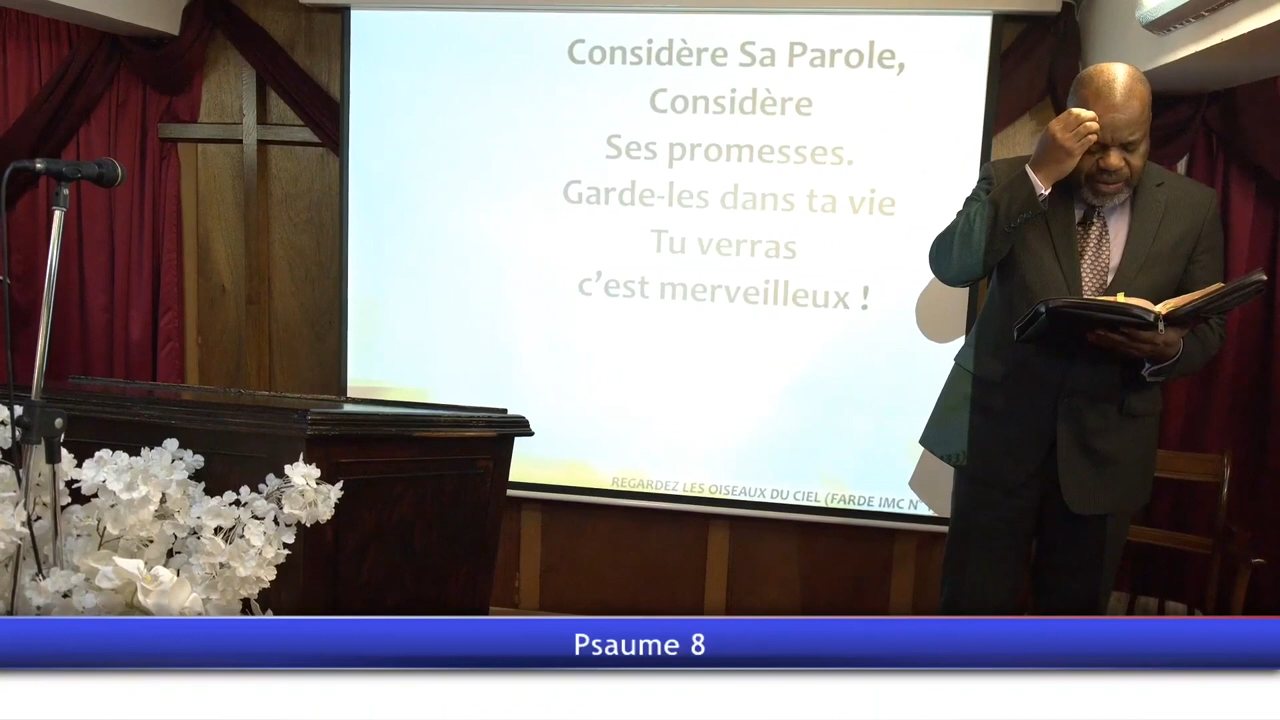 Considère Sa Parole,
Considère
Ses promesses.
Garde-les dans ta vie
Tu verras
c'est merveilleux !
REGARDEZ LES OISEAUX DU CIEL (FARDE IMC N°
Psaume 8